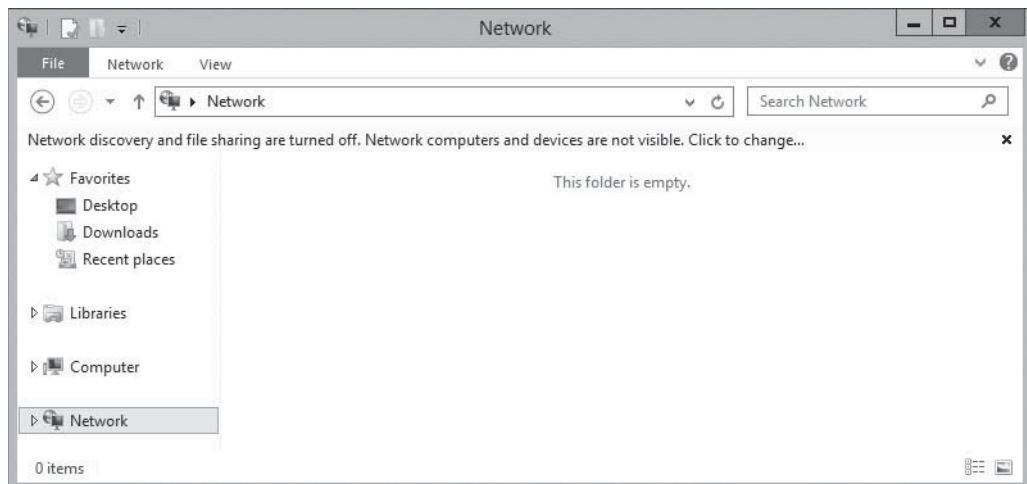 Network
File Network View
Network
Search Network
Network discovery and file sharing are turned off. Network computers and devices are not visible. Click to change...
Favorites
Desktop
Downloads
Recent places
Libraries
Computer
Network
This folder is empty.
0 items